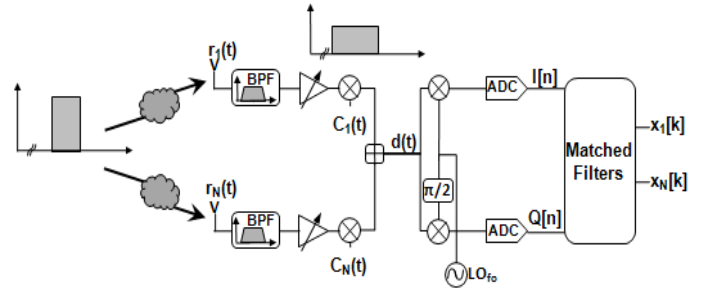 r1(t)
V
BPF
C1(t)
rN(t)
V
BPF
CN(t)
d(t)
π/2
LOfo
ADC
I[n]
ADC
Q[n]
Matched
Filters
x1[k]
xN[k]